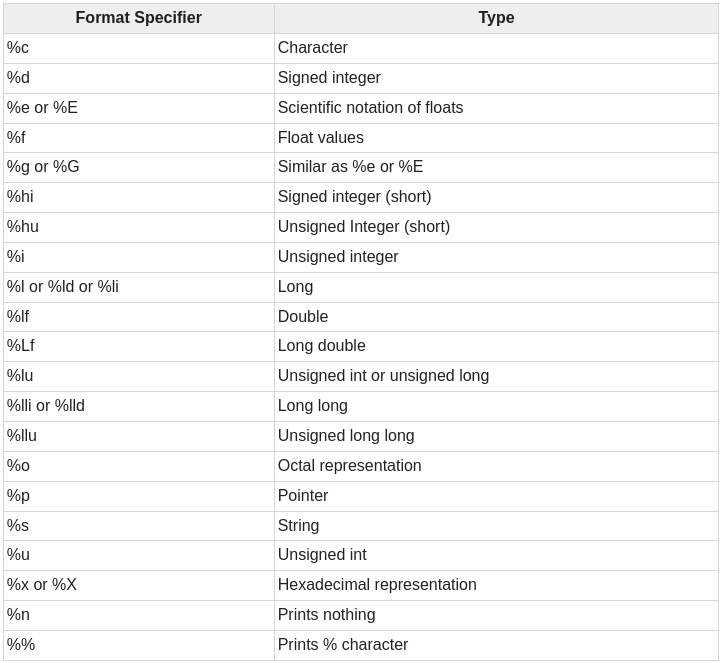 Format Specifier Type
%c Character
%d Signed integer
%e or %E Scientific notation of floats
%f Float values
%g or %G Similar as %e or %E
%hi Signed integer (short)
%hu Unsigned Integer (short)
%i Unsigned integer
%l or %ld or %li Long
%lf Double
%Lf Long double
%lu Unsigned int or unsigned long
%lli or %lld Long long
%llu Unsigned long long
%o Octal representation
%p Pointer
%s String
%u Unsigned int
%x or %X Hexadecimal representation
%n Prints nothing
%% Prints % character